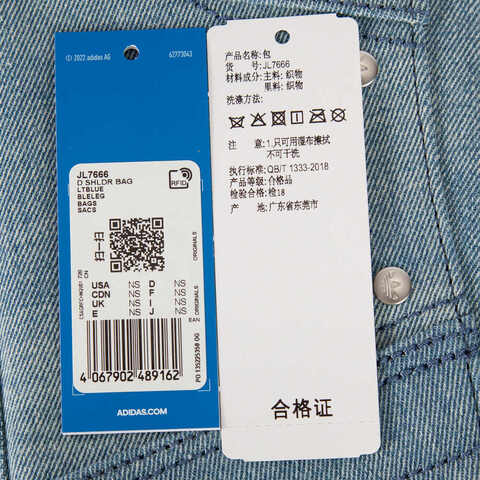 © 2022 adidas AG
62773043
JL7666
D SHLDR BAG
LTBLUE
BLELEG
BAGS
SACS
RFID
扫一扫
ORIGINALS
USA NS D NS
CDN NS F NS
UK NS I NS
E NS J NS
EAN
ORIGINALS
4 067902 489162
PO 135225358 OG
ADIDAS.COM
产品名称:包
货 号:JL7666
材料成分:主料: 织物
里料: 织物
洗涤方法:
注 意:1.只可用湿布擦拭
不可干洗
执行标准:QB/T 1333-2018
产品等级:合格品
检验合格:检18
产 地:广东省东莞市
合格证